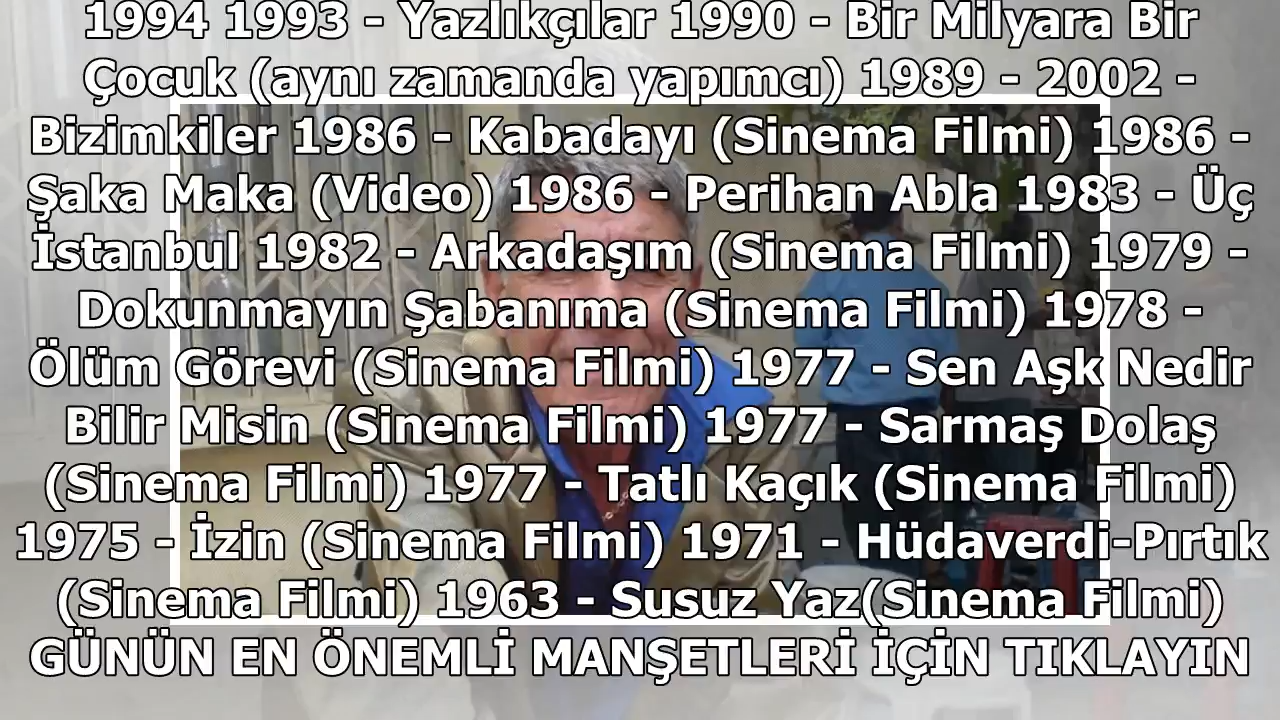 1994 1993 - Yazlıkçılar 1990 - Bir Milyara Bir
Çocuk (aynı zamanda yapımcı) 1989 - 2002 -
Bizimkiler 1986 - Kabadayı (Sinema Filmi) 1986 -
Şaka Maka (Video) 1986 - Perihan Abla 1983 - Üç
İstanbul 1982 - Arkadaşım (Sinema Filmi) 1979 -
Dokunmayın Şabanıma (Sinema Filmi) 1978 -
Ölüm Görevi (Sinema Filmi) 1977 - Sen Aşk Nedir
Bilir Misin (Sinema Filmi) 1977 - Sarmaş Dolaş
(Sinema Filmi) 1977 - Tatlı Kaçık (Sinema Filmi)
1975 - İzin (Sinema Filmi) 1971 - Hüdaverdi-Pırtık
(Sinema Filmi) 1963 - Susuz Yaz(Sinema Filmi)
GÜNÜN EN ÖNEMLİ MANŞETLERİ İÇİN TIKLAYIN